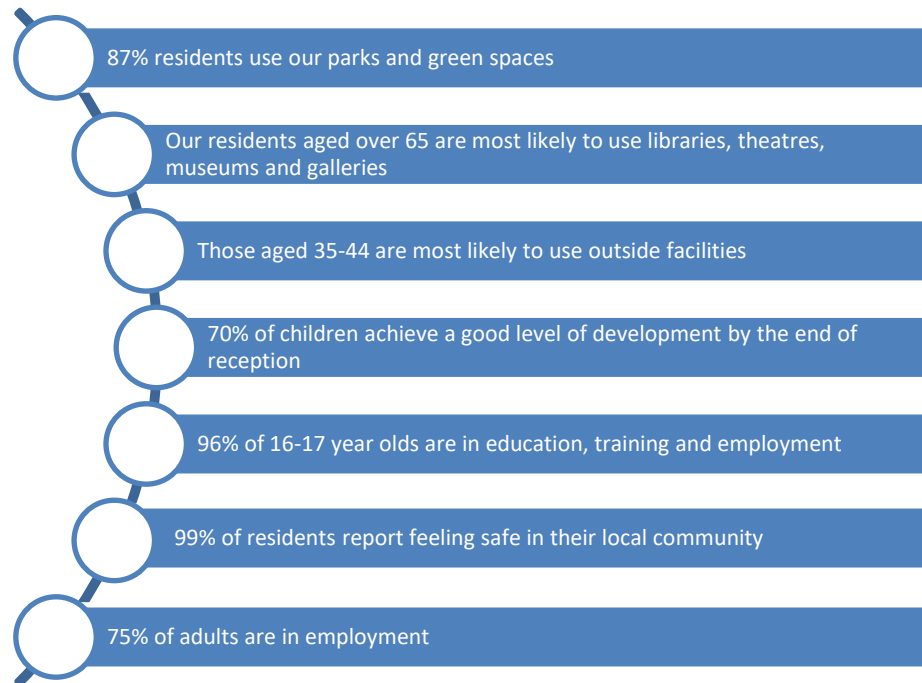 87% residents use our parks and green spaces
Our residents aged over 65 are most likely to use libraries, theatres,
museums and galleries
Those aged 35-44 are most likely to use outside facilities
70% of children achieve a good level of development by the end of
reception
96% of 16-17 year olds are in education, training and employment
99% of residents report feeling safe in their local community
75% of adults are in employment